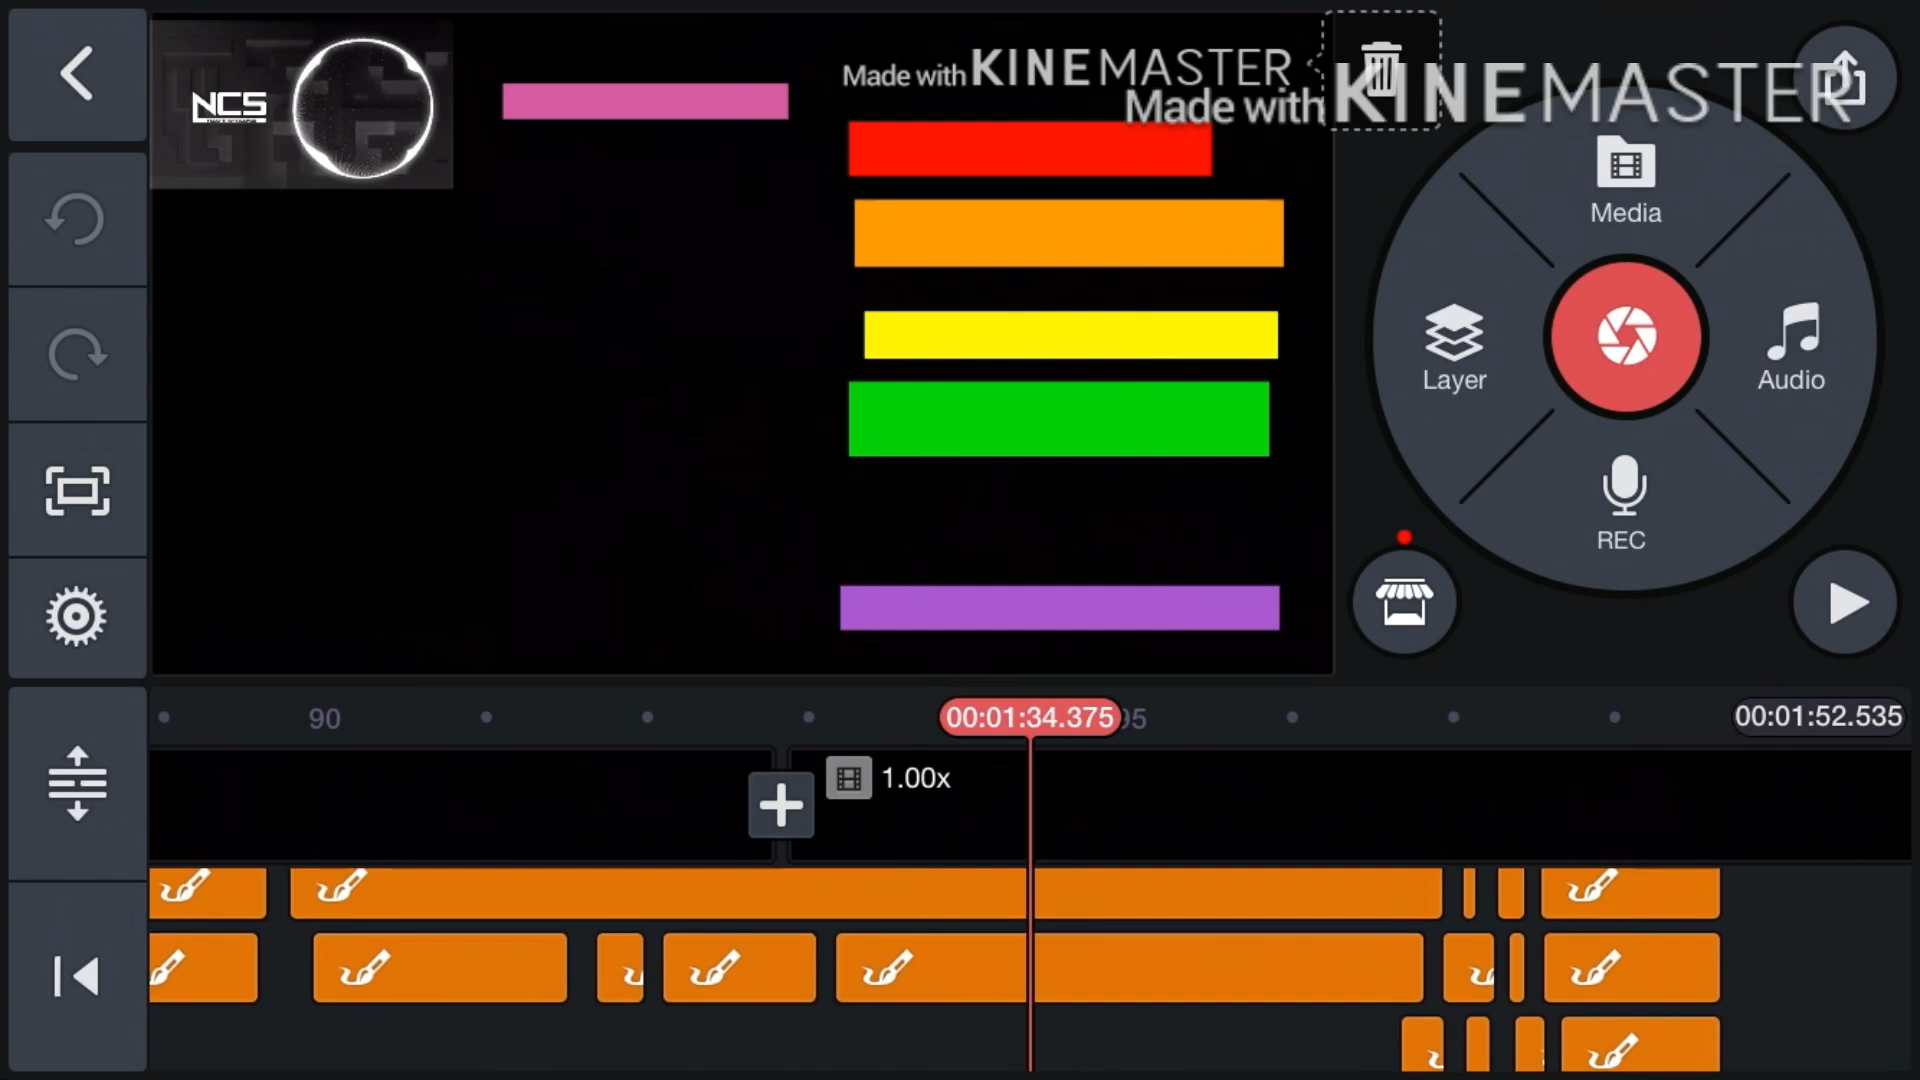 NCS
Made with KINEMASTER
Made with KINEMASTER
Media
Layer
Audio
REC
90
00:01:34.375
95
00:01:52.535
1.00x